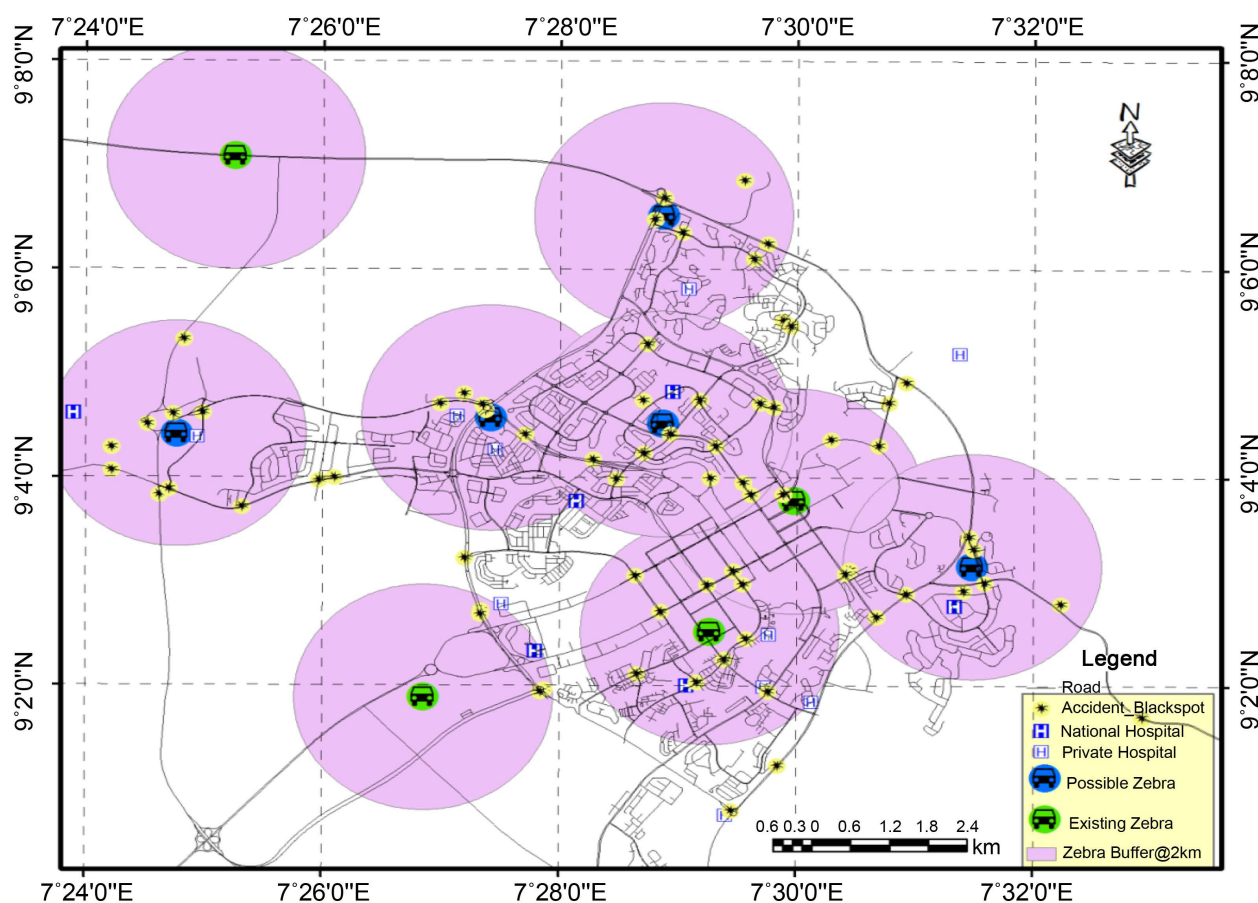 7°24'0"E 7°26'0"E 7°28'0"E 7°30'0"E 7°32'0"E
9°8'0"N 9°8'0"N
N
9°6'0"N 9°6'0"N
9°4'0"N 9°4'0"N
9°2'0"N 9°2'0"N
Legend
Road
Accident_Blackspot
National Hospital
Private Hospital
Possible Zebra
Existing Zebra
Zebra Buffer@2km
0.6 0.3 0 0.6 1.2 1.8 2.4
km
7°24'0"E 7°26'0"E 7°28'0"E 7°30'0"E 7°32'0"E